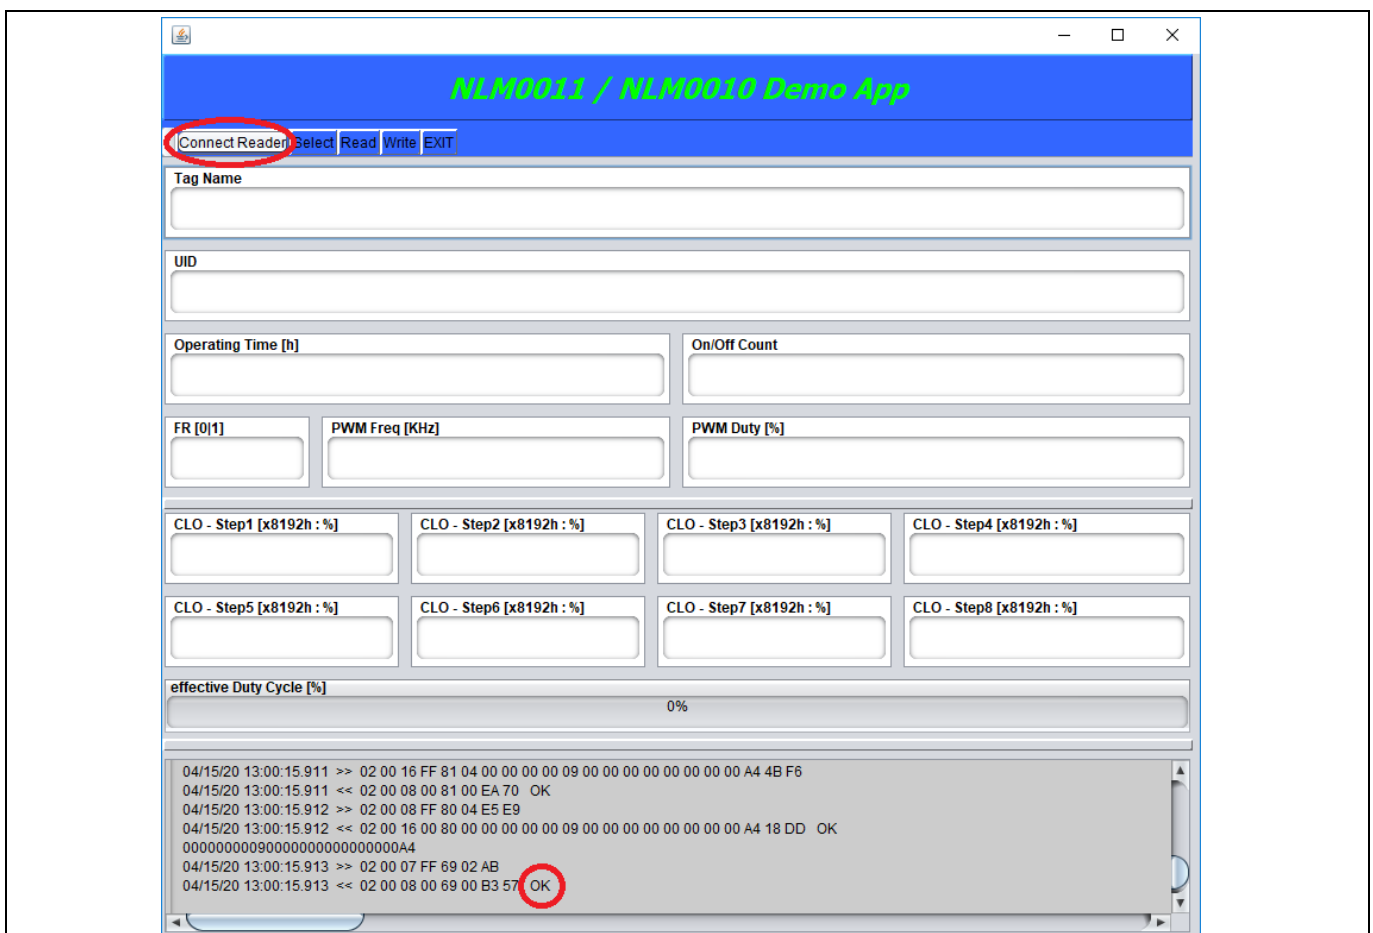 NLM0011 / NLM0010 Demo App
Connect Reader Select Read Write EXIT
Tag Name
UID
Operating Time [h] On/Off Count
FR [0|1] PWM Freq [KHz] PWM Duty [%]
CLO - Step1 [x8192h : %] CLO - Step2 [x8192h : %] CLO - Step3 [x8192h : %] CLO - Step4 [x8192h : %]
CLO - Step5 [x8192h : %] CLO - Step6 [x8192h : %] CLO - Step7 [x8192h : %] CLO - Step8 [x8192h : %]
effective Duty Cycle [%]
0%
04/15/20 13:00:15.911 >> 02 00 16 FF 81 04 00 00 00 00 09 00 00 00 00 00 00 00 00 A4 4B F6
04/15/20 13:00:15.911 << 02 00 08 00 81 00 EA 70 OK
04/15/20 13:00:15.912 >> 02 00 08 FF 80 04 E5 E9
04/15/20 13:00:15.912 << 02 00 16 00 80 00 00 00 00 00 09 00 00 00 00 00 00 00 00 A4 18 DD OK
00000000090000000000000000A4
04/15/20 13:00:15.913 >> 02 00 07 FF 69 02 AB
04/15/20 13:00:15.913 << 02 00 08 00 69 00 B3 57 OK